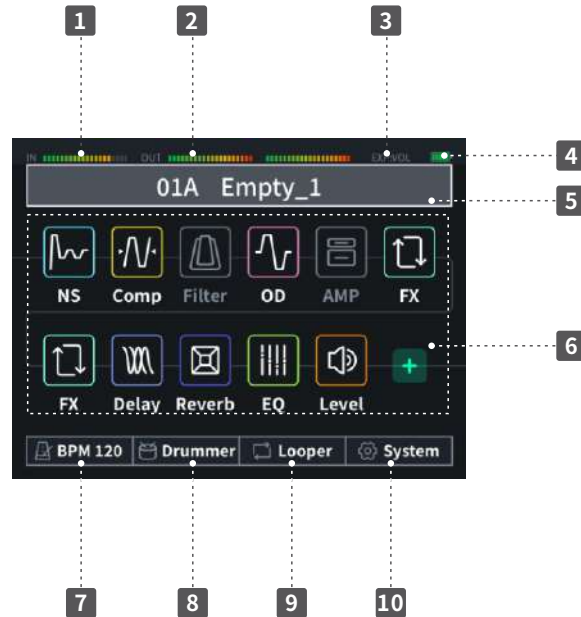 1 2 3
IN OUT EXP:VOL
4
01A Empty_1
5
NS Comp Filter OD AMP FX
6
FX Delay Reverb EQ Level +
BPM 120 Drummer Looper System
7 8 9 10